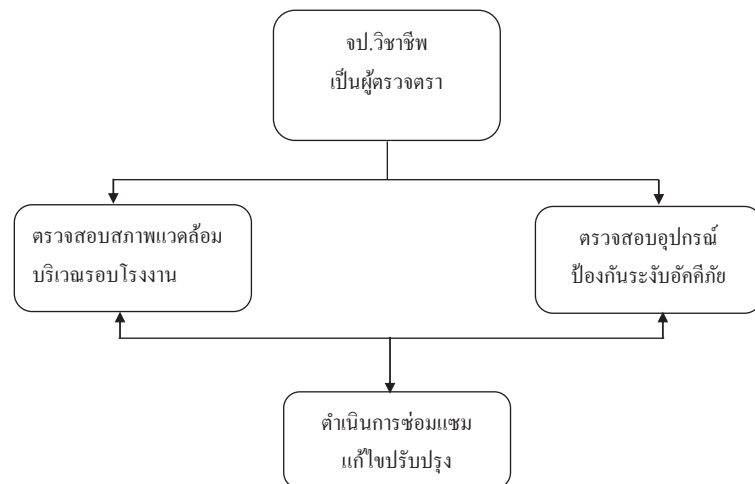 จป.วิชาชีพ
เป็นผู้ตรวจตรา
ตรวจสอบสภาพแวดล้อม
บริเวณรอบโรงงาน
ตรวจสอบอุปกรณ์
ป้องกันระงับอัคคีภัย
ดำเนินการซ่อมแซม
แก้ไขปรับปรุง